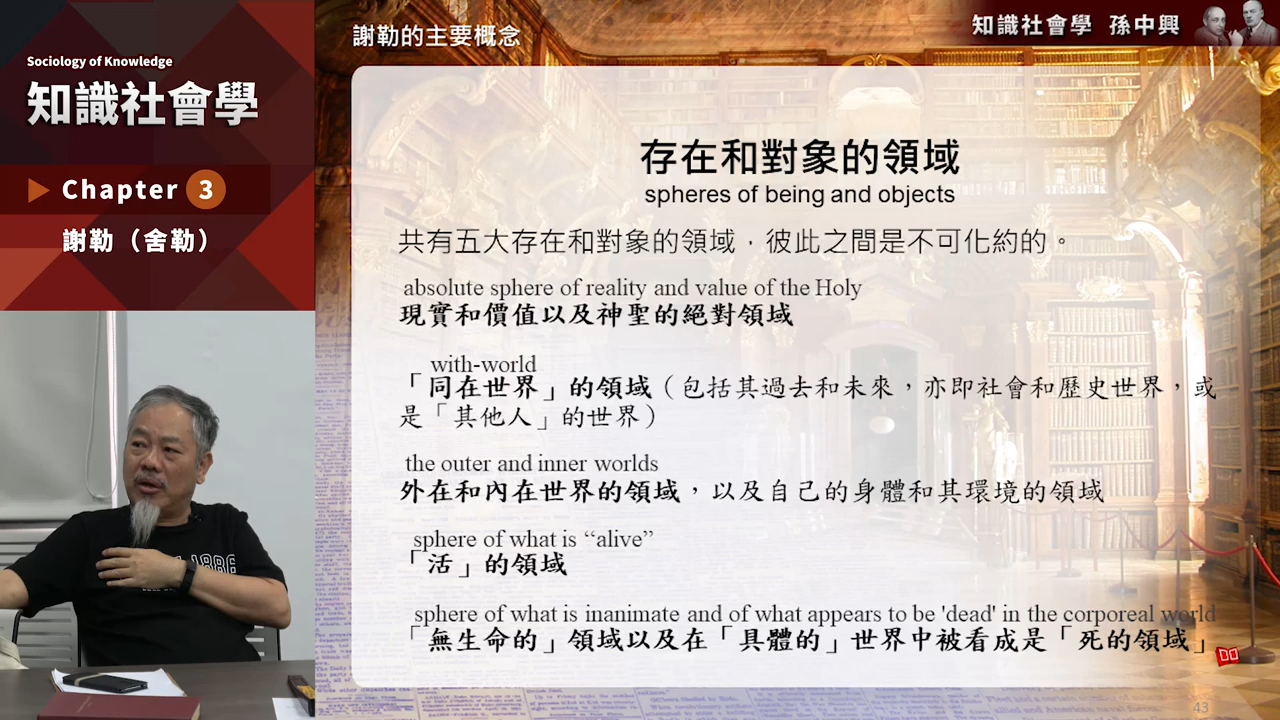 謝勒的主要概念
知識社會學 孫中興
Sociology of Knowledge
知識社會學
Chapter 3
謝勒（舍勒）
存在和對象的領域
spheres of being and objects
共有五大存在和對象的領域，彼此之間是不可化約的。
absolute sphere of reality and value of the Holy
現實和價值以及神聖的絕對領域
with-world
「同在世界」的領域（包括其過去和未來，亦即社會和歷史世界，或
是「其他人」的世界）
the outer and inner worlds
外在和內在世界的領域，以及自己的身體和其環境的領域
sphere of what is “alive”
「活」的領域
sphere of what is inanimate and of what appears to be 'dead' in the corporeal world
「無生命的」領域以及在「具體的」世界中被看成是「死的領域」
43